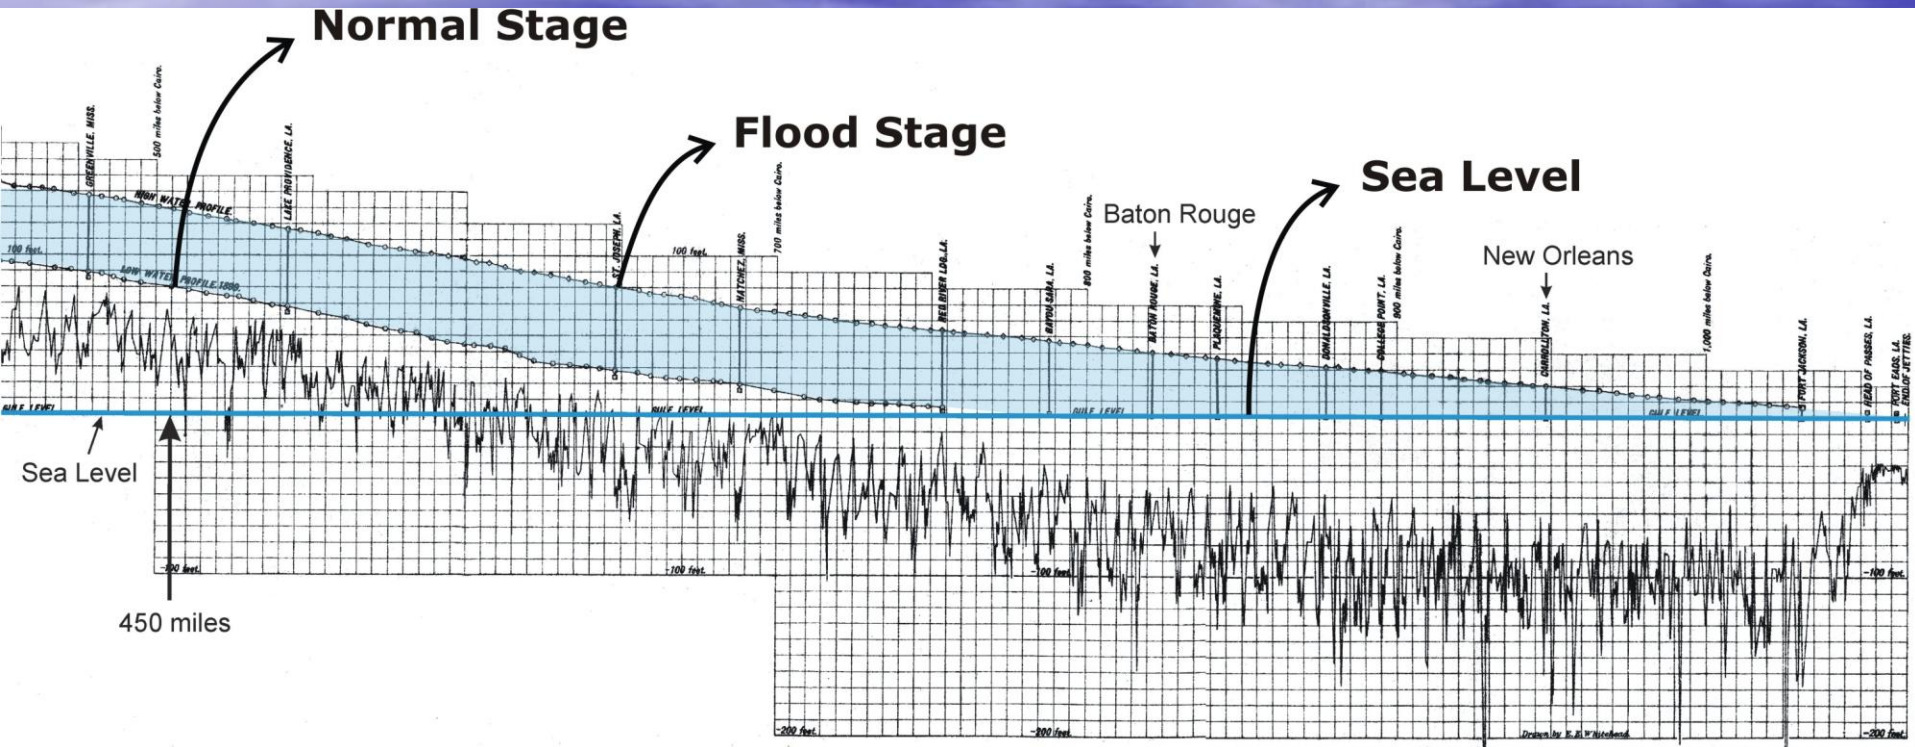 Normal Stage
Flood Stage
Sea Level
500 miles below Cairo.
GREENVILLE, MISS.
LAKE PROVIDENCE, LA.
HIGH WATER PROFILE.
100 feet.
LOW WATER PROFILE,
ST. JOSEPH, LA.
100 feet.
NATCHEZ, MISS.
700 miles below Cairo.
RED RIVER LDG, LA.
BAYOU SARA, LA.
800 miles below Cairo.
Baton Rouge
BATON ROUGE, LA.
PLAQUEMINE, LA.
DONALDSONVILLE, LA.
COLLEGE POINT, LA.
900 miles below Cairo.
New Orleans
CARROLLTON, LA.
1,000 miles below Cairo.
FORT JACKSON, LA.
HEAD OF PASSES, LA.
PORT EADS, LA.
END OF JETTIES.
GULF LEVEL
GULF LEVEL
GULF LEVEL
GULF LEVEL
Sea Level
-100 feet.
-100 feet.
-100 feet.
-100 feet.
450 miles
-200 feet.
-200 feet.
Drawn by E. E. Whitehead.
-200 feet.